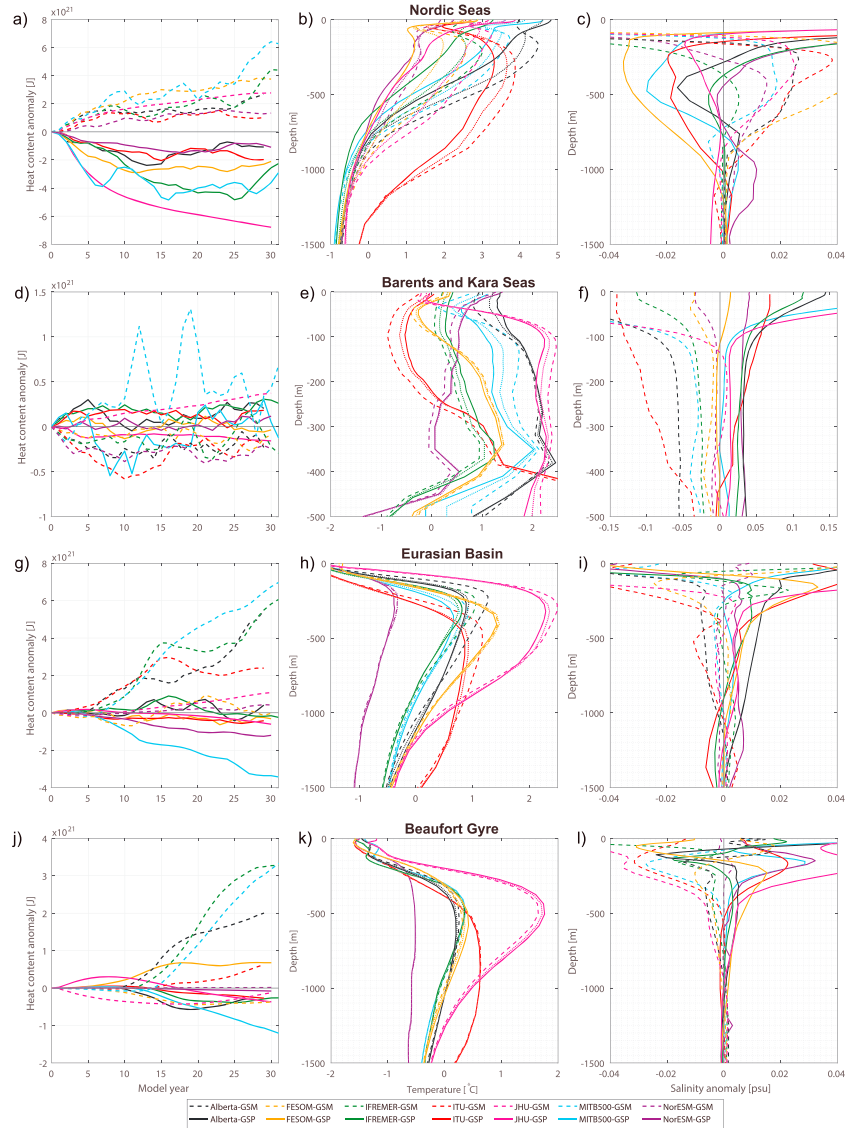 Nordic Seas
a)
b)
c)
x10^21
8
6
4
2
0
-2
-4
-6
-8
0 5 10 15 20 25 30
Heat content anomaly [J]
0
-500
-1000
-1500
-1 0 1 2 3 4 5
Depth [m]
0
-500
-1000
-1500
-0.04 -0.02 0 0.02 0.04
Depth [m]
Barents and Kara Seas
d)
e)
f)
x10^21
1.5
1
0.5
0
-0.5
-1
0 5 10 15 20 25 30
Heat content anomaly [J]
0
-100
-200
-300
-400
-500
-2 -1 0 1 2
Depth [m]
0
-100
-200
-300
-400
-500
-0.15 -0.1 -0.05 0 0.05 0.1 0.15
Depth [m]
Eurasian Basin
g)
h)
i)
x10^21
8
6
4
2
0
-2
-4
0 5 10 15 20 25 30
Heat content anomaly [J]
0
-500
-1000
-1500
-2 -1 0 1 2
Depth [m]
0
-500
-1000
-1500
-0.04 -0.02 0 0.02 0.04
Depth [m]
Beaufort Gyre
j)
k)
l)
x10^21
4
3
2
1
0
-1
-2
0 5 10 15 20 25 30
Heat content anomaly [J]
Model year
0
-500
-1000
-1500
-2 -1 0 1 2
Depth [m]
Temperature [°C]
0
-500
-1000
-1500
-0.04 -0.02 0 0.02 0.04
Depth [m]
Salinity anomaly [psu]
Alberta-GSM FESOM-GSM IFREMER-GSM ITU-GSM JHU-GSM MITB500-GSM NorESM-GSM
Alberta-GSP FESOM-GSP IFREMER-GSP ITU-GSP JHU-GSP MITB500-GSP NorESM-GSP